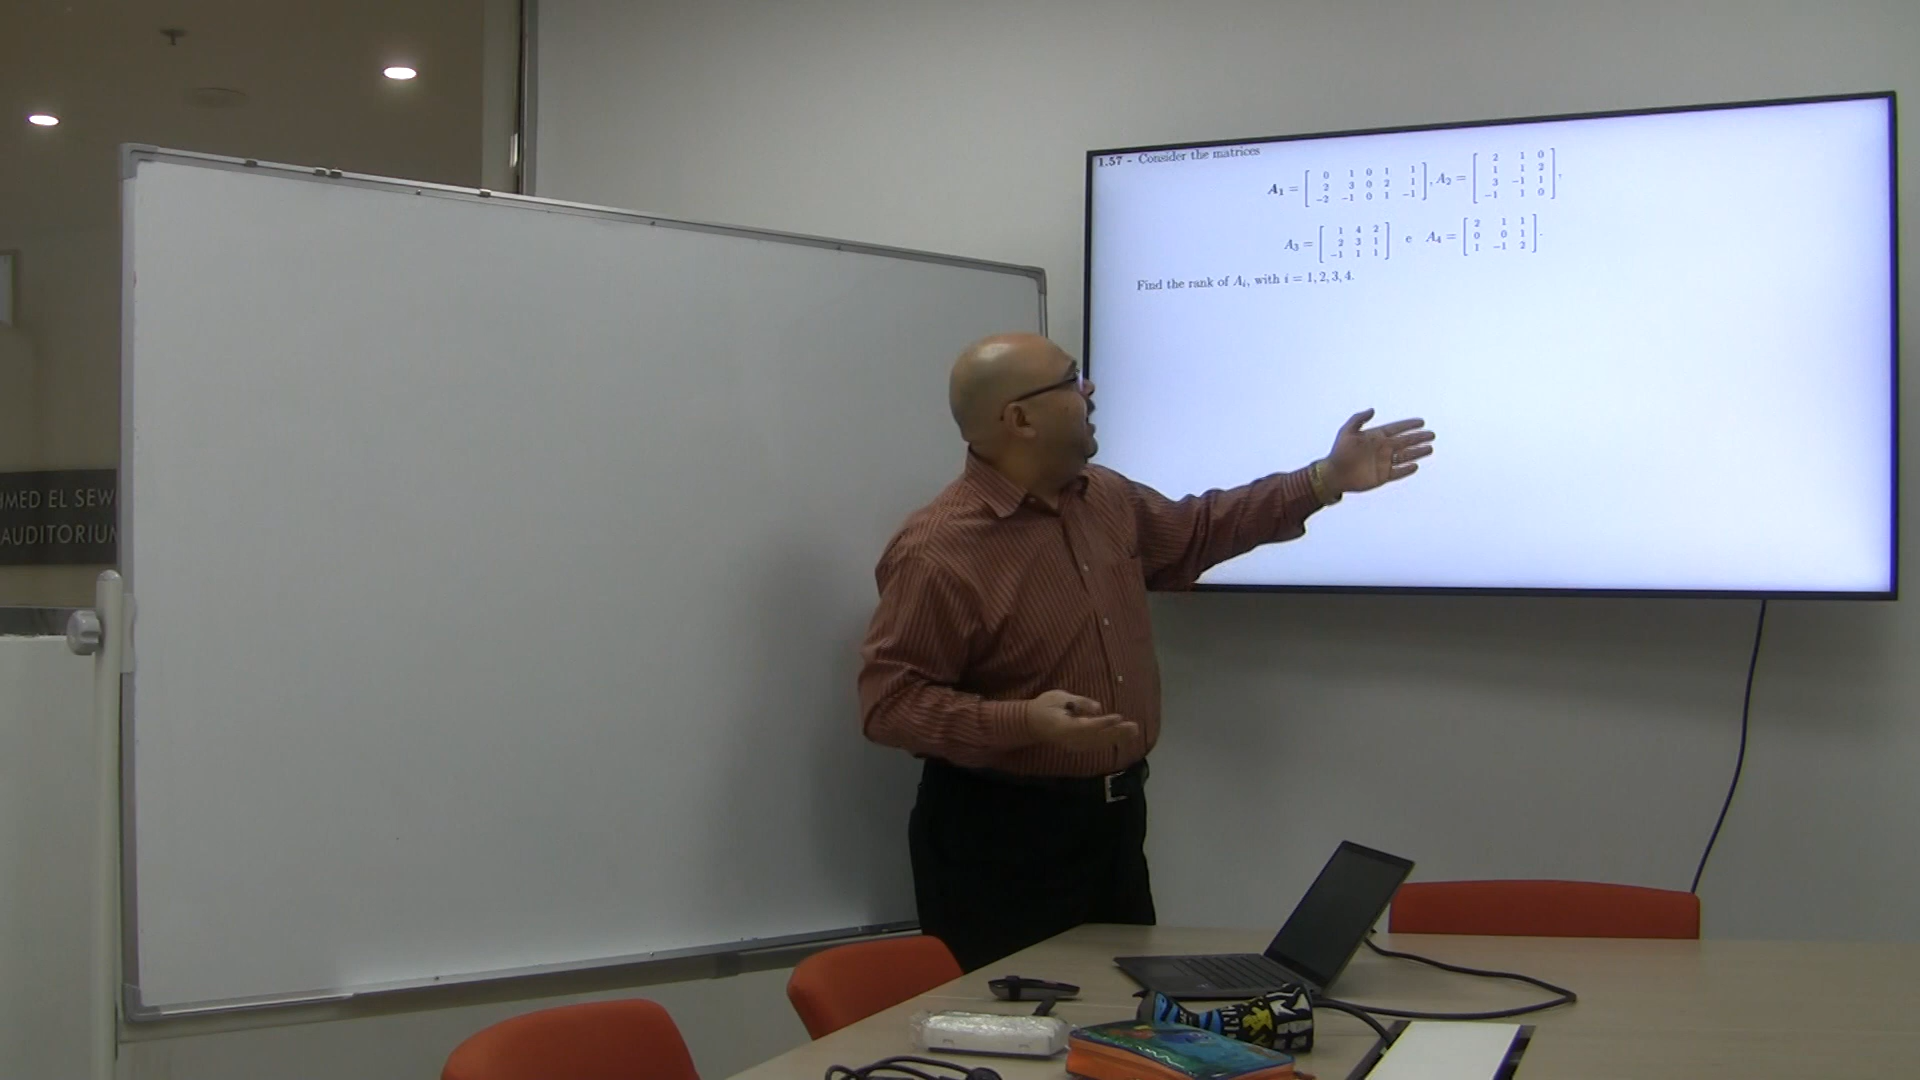 HMED EL SEW
AUDITORIUM
1.57 - Consider the matrices
A₁ = [ 0 1 0 1 1 ; 2 3 0 2 1 ; −2 −1 0 1 −1 ], A₂ = [ 2 1 0 ; 1 1 2 ; 3 −1 1 ; −1 1 0 ],
A₃ = [ 1 4 2 ; 2 3 1 ; −1 1 1 ] e A₄ = [ 2 1 1 ; 0 0 1 ; 1 −1 2 ].
Find the rank of Aᵢ, with i = 1, 2, 3, 4.